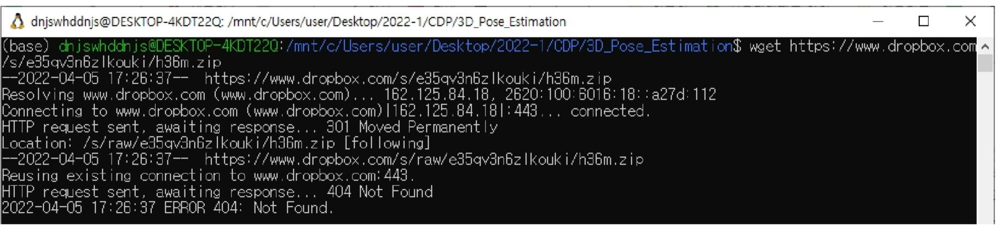 dnjswhddnjs@DESKTOP-4KDT22Q: /mnt/c/Users/user/Desktop/2022-1/CDP/3D_Pose_Estimation
(base) dnjswhddnjs@DESKTOP-4KDT22Q:/mnt/c/Users/user/Desktop/2022-1/CDP/3D_Pose_Estimation$ wget https://www.dropbox.com
/s/e35qv3n6zlkouki/h36m.zip
--2022-04-05 17:26:37--  https://www.dropbox.com/s/e35qv3n6zlkouki/h36m.zip
Resolving www.dropbox.com (www.dropbox.com)... 162.125.84.18, 2620:100:6016:18::a27d:112
Connecting to www.dropbox.com (www.dropbox.com)|162.125.84.18|:443... connected.
HTTP request sent, awaiting response... 301 Moved Permanently
Location: /s/raw/e35qv3n6zlkouki/h36m.zip [following]
--2022-04-05 17:26:37--  https://www.dropbox.com/s/raw/e35qv3n6zlkouki/h36m.zip
Reusing existing connection to www.dropbox.com:443.
HTTP request sent, awaiting response... 404 Not Found
2022-04-05 17:26:37 ERROR 404: Not Found.